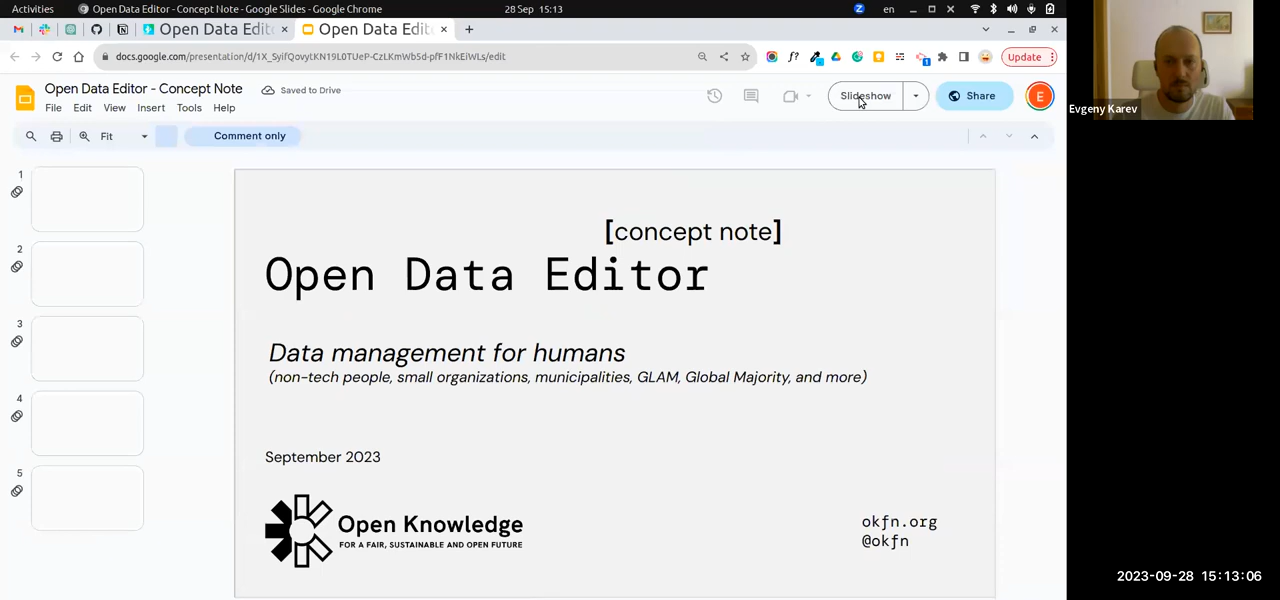 Activities
Open Data Editor - Concept Note - Google Slides - Google Chrome
28 Sep 15:13
en
Open Data Edit
Open Data Edit
docs.google.com/presentation/d/1X_SyifQovytKN19L0TUeP-CzLKmWbSd-pfF1NkEiWLs/edit
Update
Open Data Editor - Concept Note
Saved to Drive
File Edit View Insert Tools Help
Slideshow
Share
E
Evgeny Karev
Fit
Comment only
1
2
3
4
5
[concept note]
Open Data Editor
Data management for humans
(non-tech people, small organizations, municipalities, GLAM, Global Majority, and more)
September 2023
Open Knowledge
FOR A FAIR, SUSTAINABLE AND OPEN FUTURE
okfn.org
@okfn
2023-09-28 15:13:06